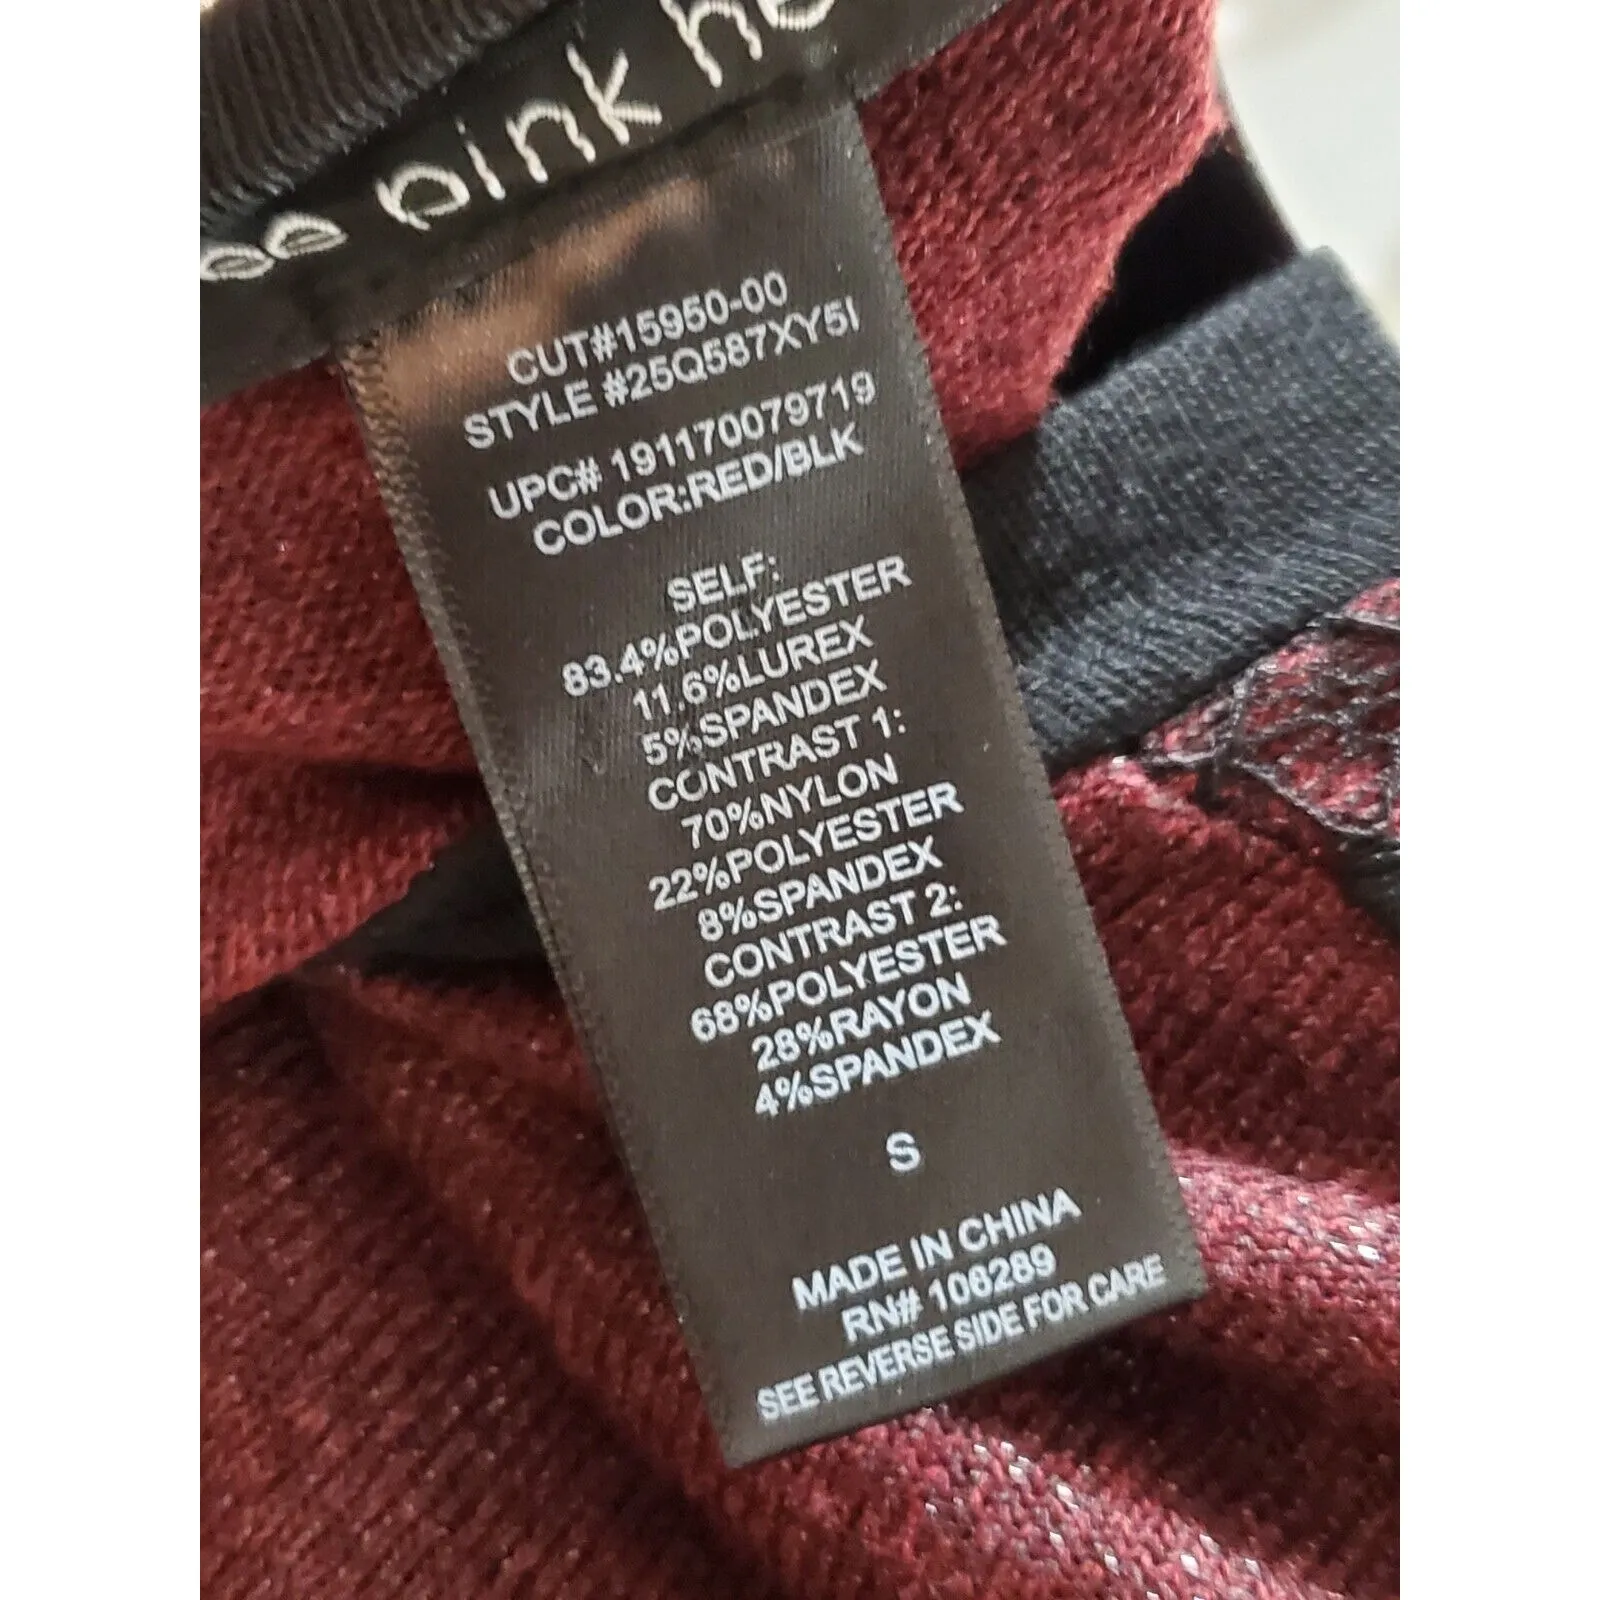 pink
CUT#15950-00
STYLE #25Q587XY5I
UPC# 191170079719
COLOR:RED/BLK
SELF:
83.4%POLYESTER
11.6%LUREX
5%SPANDEX
CONTRAST 1:
70%NYLON
22%POLYESTER
8%SPANDEX
CONTRAST 2:
68%POLYESTER
28%RAYON
4%SPANDEX
S
MADE IN CHINA
RN# 106289
SEE REVERSE SIDE FOR CARE